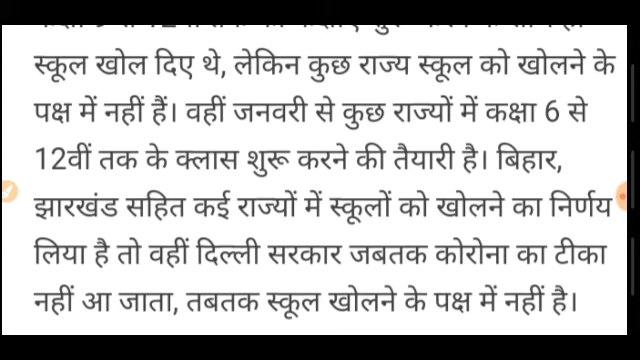 स्कूल खोल दिए थे, लेकिन कुछ राज्य स्कूल को खोलने के
पक्ष में नहीं हैं। वहीं जनवरी से कुछ राज्यों में कक्षा 6 से
12वीं तक के क्लास शुरू करने की तैयारी है। बिहार,
झारखंड सहित कई राज्यों में स्कूलों को खोलने का निर्णय
लिया है तो वहीं दिल्ली सरकार जबतक कोरोना का टीका
नहीं आ जाता, तबतक स्कूल खोलने के पक्ष में नहीं है।